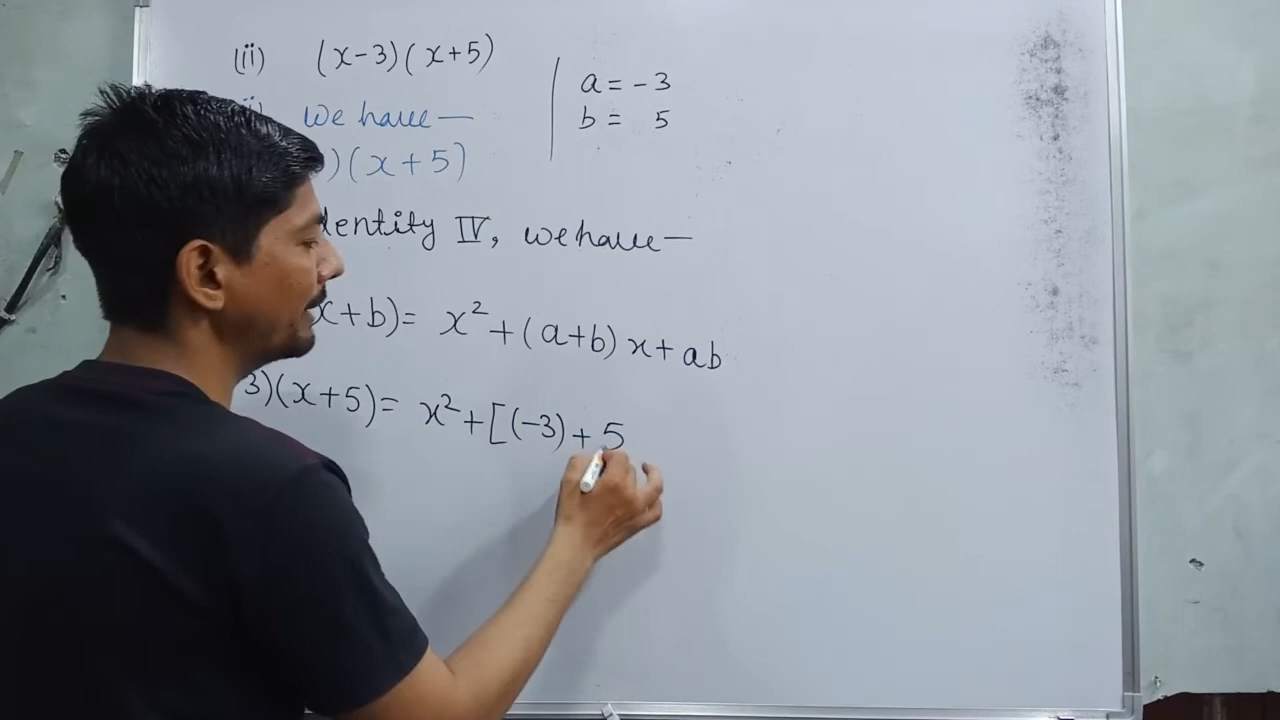 (ii) (x-3)(x+5)
a = -3
b = 5
We have—
)(x+5)
dentity IV, we have—
x+b)= x²+(a+b)x+ab
3)(x+5)= x²+[(-3)+5